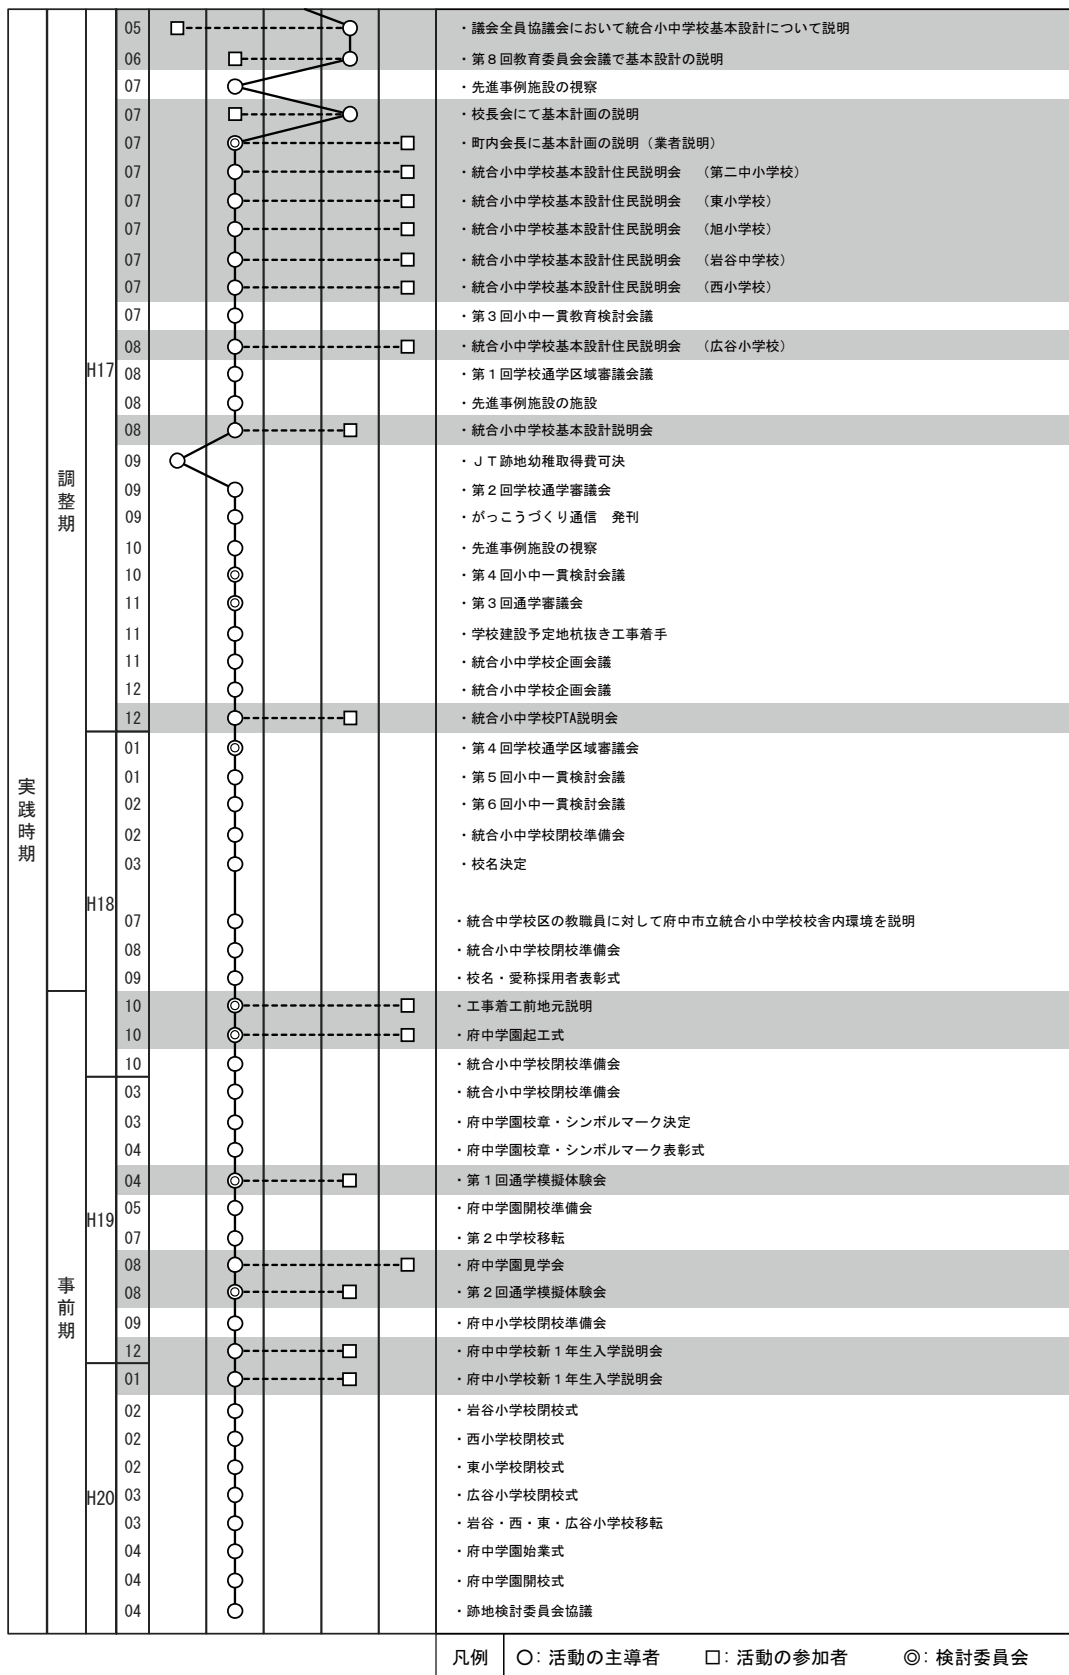 05 ・議会全員協議会において統合小中学校基本設計について説明
06 ・第８回教育委員会会議で基本設計の説明
07 ・先進事例施設の視察
07 ・校長会にて基本計画の説明
07 ・町内会長に基本計画の説明（業者説明）
07 ・統合小中学校基本設計住民説明会　（第二中小学校）
07 ・統合小中学校基本設計住民説明会　（東小学校）
07 ・統合小中学校基本設計住民説明会　（旭小学校）
07 ・統合小中学校基本設計住民説明会　（岩谷中学校）
07 ・統合小中学校基本設計住民説明会　（西小学校）
07 ・第３回小中一貫教育検討会議
08 ・統合小中学校基本設計住民説明会　（広谷小学校）
H17
08 ・第１回学校通学区域審議会議
08 ・先進事例施設の施設
08 ・統合小中学校基本設計説明会
09 ・ＪＴ跡地幼稚取得費可決
調整期
09 ・第２回学校通学審議会
09 ・がっこうづくり通信　発刊
10 ・先進事例施設の視察
10 ・第４回小中一貫検討会議
11 ・第３回通学審議会
11 ・学校建設予定地杭抜き工事着手
11 ・統合小中学校企画会議
12 ・統合小中学校企画会議
12 ・統合小中学校PTA説明会
01 ・第４回学校通学区域審議会
01 ・第５回小中一貫検討会議
実践時期
02 ・第６回小中一貫検討会議
02 ・統合小中学校閉校準備会
03 ・校名決定
H18
07 ・統合中学校区の教職員に対して府中市立統合小中学校校舎内環境を説明
08 ・統合小中学校閉校準備会
09 ・校名・愛称採用者表彰式
10 ・工事着工前地元説明
10 ・府中学園起工式
10 ・統合小中学校閉校準備会
03 ・統合小中学校閉校準備会
03 ・府中学園校章・シンボルマーク決定
04 ・府中学園校章・シンボルマーク表彰式
04 ・第１回通学模擬体験会
05 ・府中学園開校準備会
H19
07 ・第２中学校移転
08 ・府中学園見学会
08 ・第２回通学模擬体験会
事前期
09 ・府中小学校閉校準備会
12 ・府中中学校新１年生入学説明会
01 ・府中小学校新１年生入学説明会
02 ・岩谷小学校閉校式
02 ・西小学校閉校式
02 ・東小学校閉校式
H20
03 ・広谷小学校閉校式
03 ・岩谷・西・東・広谷小学校移転
04 ・府中学園始業式
04 ・府中学園開校式
04 ・跡地検討委員会協議
凡例 ○：活動の主導者 □：活動の参加者 ◎：検討委員会